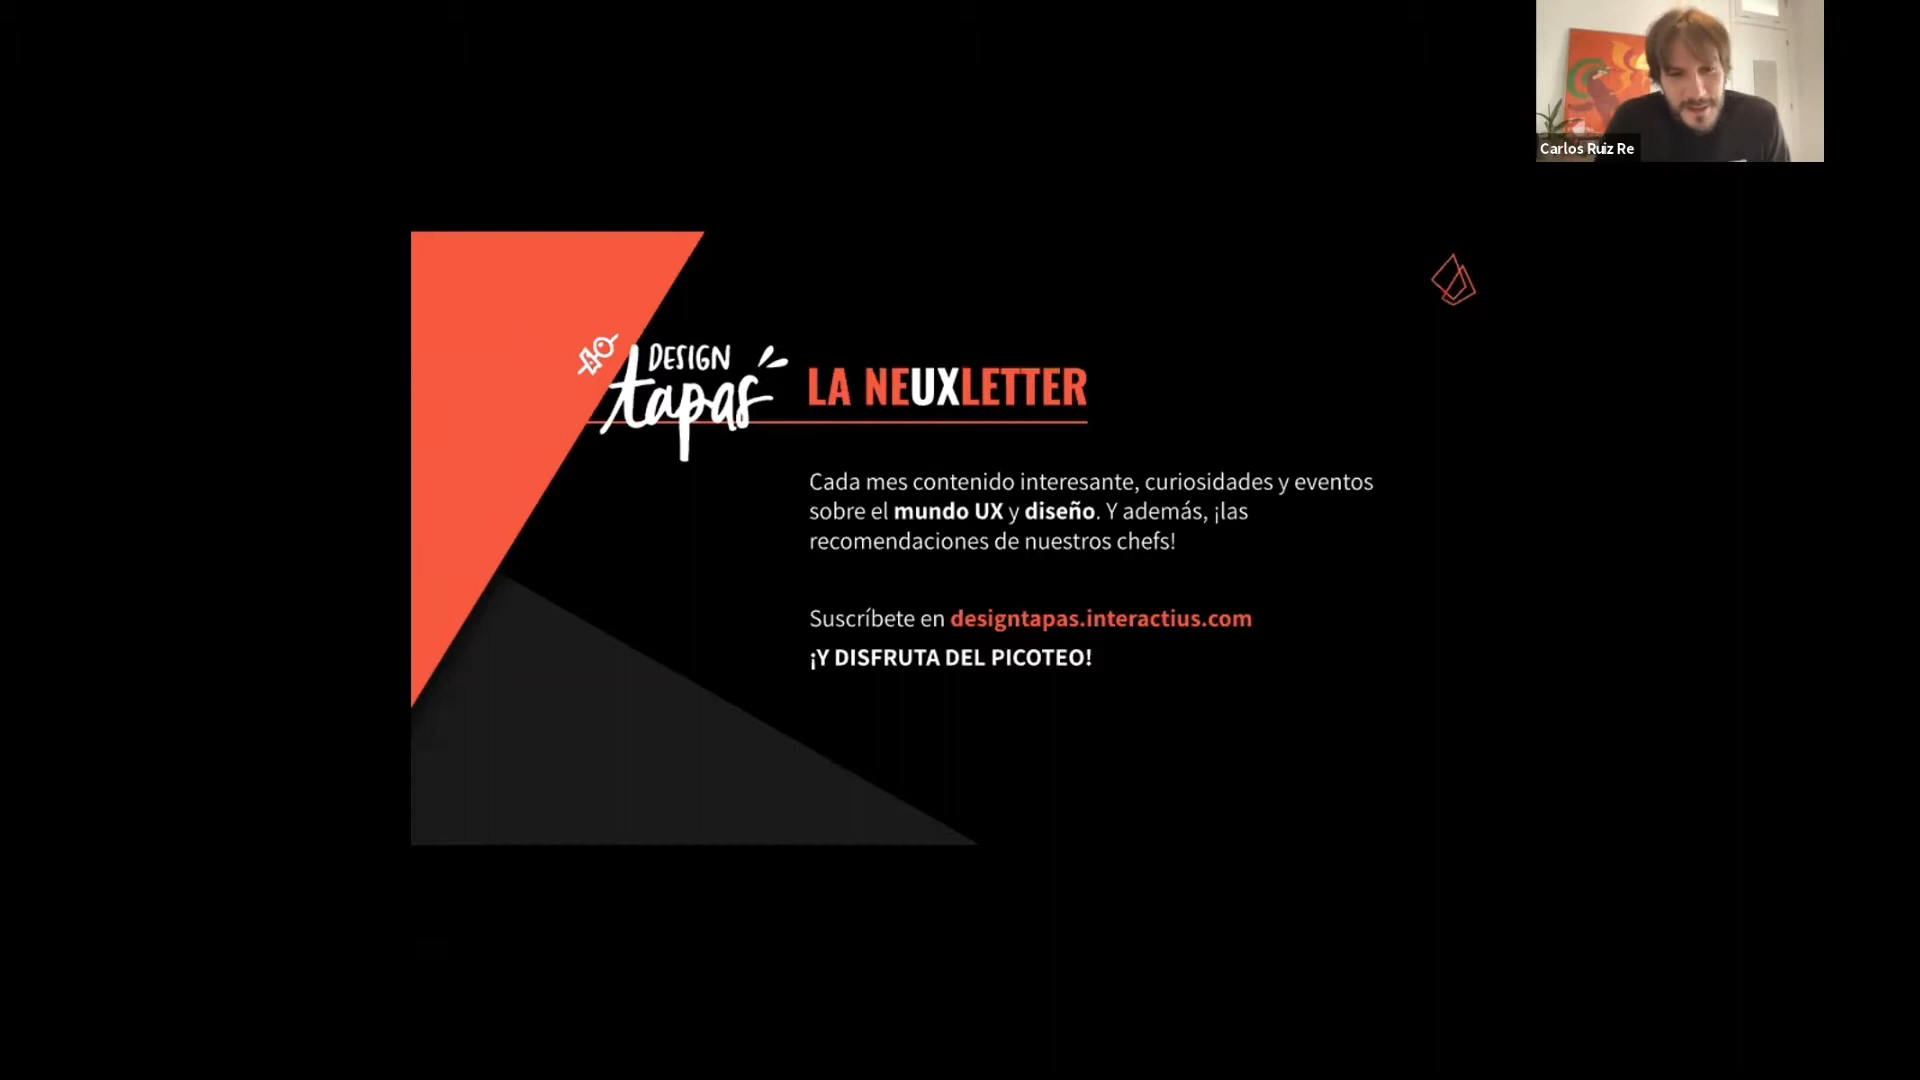 Carlos Ruiz Re
DESIGN
tapas
LA NEUXLETTER
Cada mes contenido interesante, curiosidades y eventos
sobre el mundo UX y diseño. Y además, ¡las
recomendaciones de nuestros chefs!
Suscríbete en designtapas.interactius.com
¡Y DISFRUTA DEL PICOTEO!